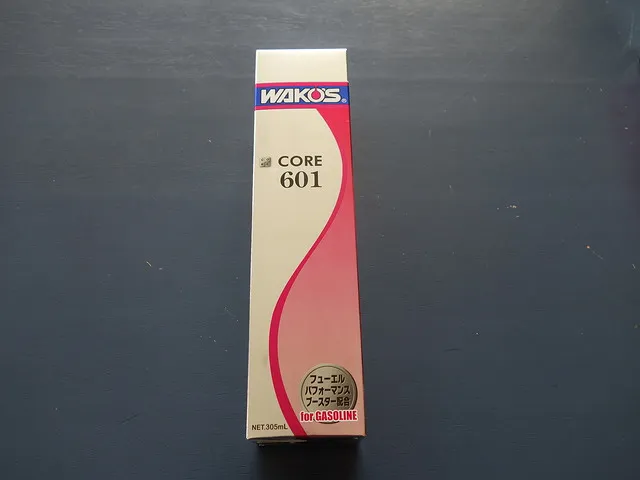 WAKO'S®
CORE
601
フューエル
パフォーマンス
ブースター配合
for GASOLINE
NET.305mL